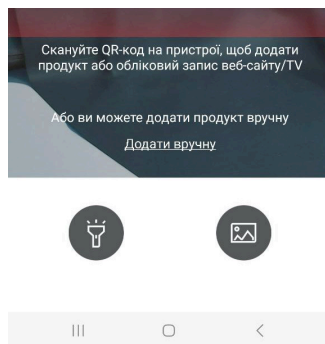 Скануйте QR-код на пристрої, щоб додати
продукт або обліковий запис веб-сайту/TV
Або ви можете додати продукт вручну
Додати вручну